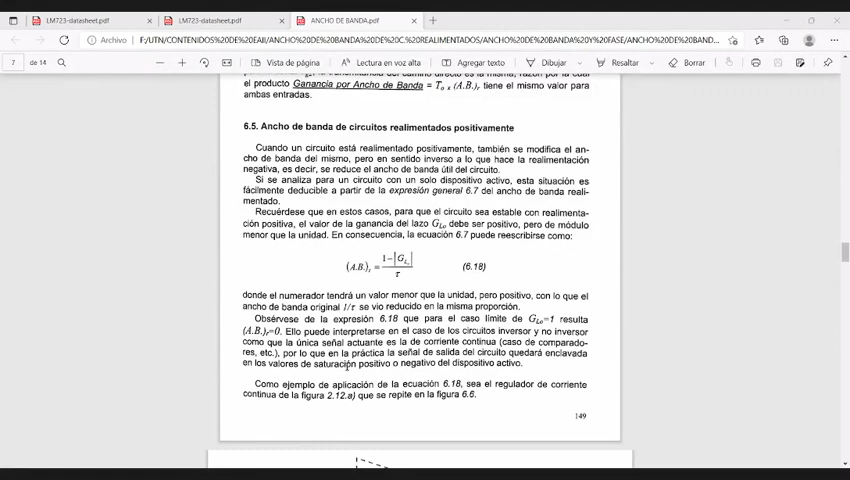 LM723-datasheet.pdf
LM723-datasheet.pdf
ANCHO DE BANDA.pdf
Archivo
F:/UTN/CONTENIDOS%20DE%20EAII/ANCHO%20DE%20BANDA%20DE%20C.%20REALIMENTADOS/ANCHO%20DE%20BANDA%20Y%20FASE/ANCHO%20DE%20BAND...
7 de 14
Vista de página
Lectura en voz alta
Agregar texto
Dibujar
Resaltar
Borrar
la transmitancia del camino directo es la misma, razón por la cual
el producto Ganancia por Ancho de Banda = To x (A.B.)r tiene el mismo valor para
ambas entradas.
6.5. Ancho de banda de circuitos realimentados positivamente
Cuando un circuito está realimentado positivamente, también se modifica el an-
cho de banda del mismo, pero en sentido inverso a lo que hace la realimentación
negativa, es decir, se reduce el ancho de banda útil del circuito.
Si se analiza para un circuito con un solo dispositivo activo, esta situación es
fácilmente deducible a partir de la expresión general 6.7 del ancho de banda reali-
mentado.
Recuérdese que en estos casos, para que el circuito sea estable con realimenta-
ción positiva, el valor de la ganancia del lazo GLo debe ser positivo, pero de módulo
menor que la unidad. En consecuencia, la ecuación 6.7 puede reescribirse como:
(A.B.)r = 1-|GLo| / τ (6.18)
donde el numerador tendrá un valor menor que la unidad, pero positivo, con lo que el
ancho de banda original 1/τ se vio reducido en la misma proporción.
Obsérvese de la expresión 6.18 que para el caso límite de GLo=1 resulta
(A.B.)r=0. Ello puede interpretarse en el caso de los circuitos inversor y no inversor
como que la única señal actuante es la de corriente continua (caso de comparado-
res, etc.), por lo que en la práctica la señal de salida del circuito quedará enclavada
en los valores de saturación positivo o negativo del dispositivo activo.
Como ejemplo de aplicación de la ecuación 6.18, sea el regulador de corriente
continua de la figura 2.12.a) que se repite en la figura 6.6.
149